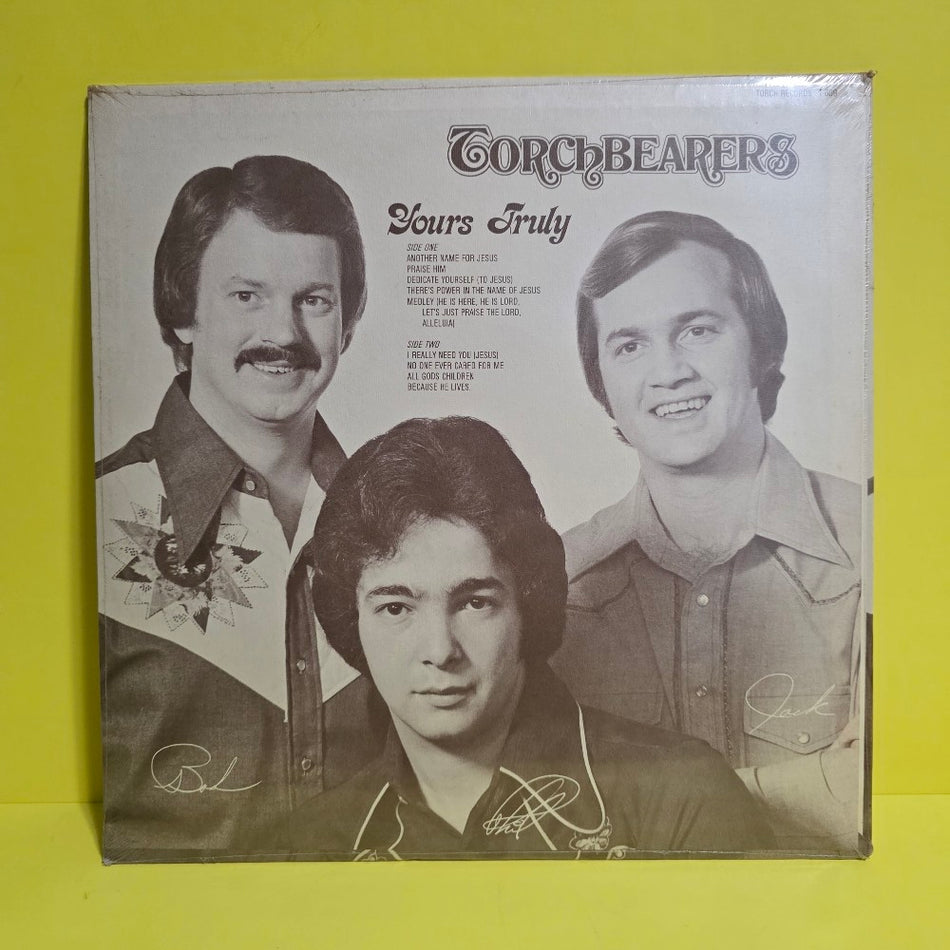 TORCH RECORDS
TORCHBEARERS
Yours Truly
SIDE ONE
ANOTHER NAME FOR JESUS
PRAISE HIM
DEDICATE YOURSELF (TO JESUS)
THERE'S POWER IN THE NAME OF JESUS
MEDLEY (HE IS HERE, HE IS LORD,
LET'S JUST PRAISE THE LORD,
ALLELUIA)
SIDE TWO
I REALLY NEED YOU (JESUS)
NO ONE EVER CARED FOR ME
ALL GODS CHILDREN
BECAUSE HE LIVES
Jack
Bob